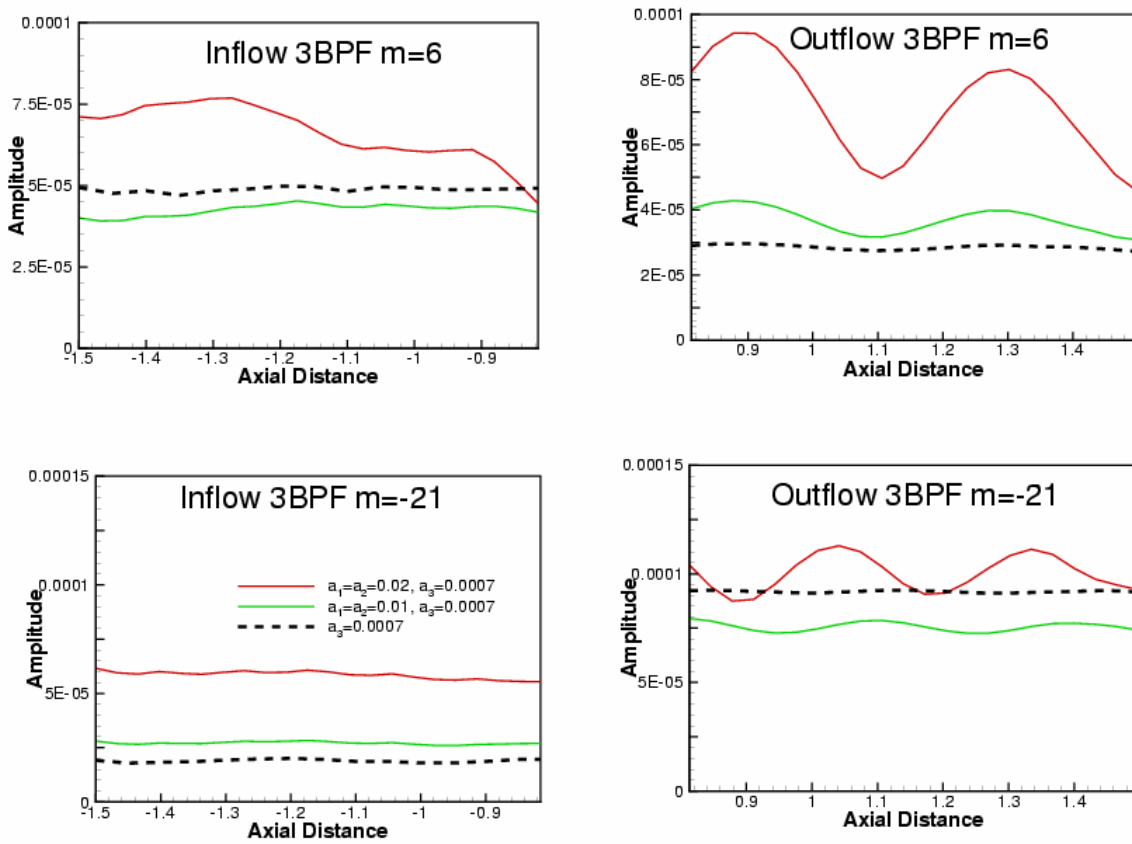 Inflow 3BPF m=6
0.0001
7.5E-05
5E-05
2.5E-05
0
Amplitude
-1.5 -1.4 -1.3 -1.2 -1.1 -1 -0.9
Axial Distance
Outflow 3BPF m=6
0.0001
8E-05
6E-05
4E-05
2E-05
0
Amplitude
0.9 1 1.1 1.2 1.3 1.4
Axial Distance
Inflow 3BPF m=-21
0.00015
0.0001
5E-05
0
Amplitude
a₁=a₂=0.02, a₃=0.0007
a₁=a₂=0.01, a₃=0.0007
a₃=0.0007
-1.5 -1.4 -1.3 -1.2 -1.1 -1 -0.9
Axial Distance
Outflow 3BPF m=-21
0.00015
0.0001
5E-05
0
Amplitude
0.9 1 1.1 1.2 1.3 1.4
Axial Distance